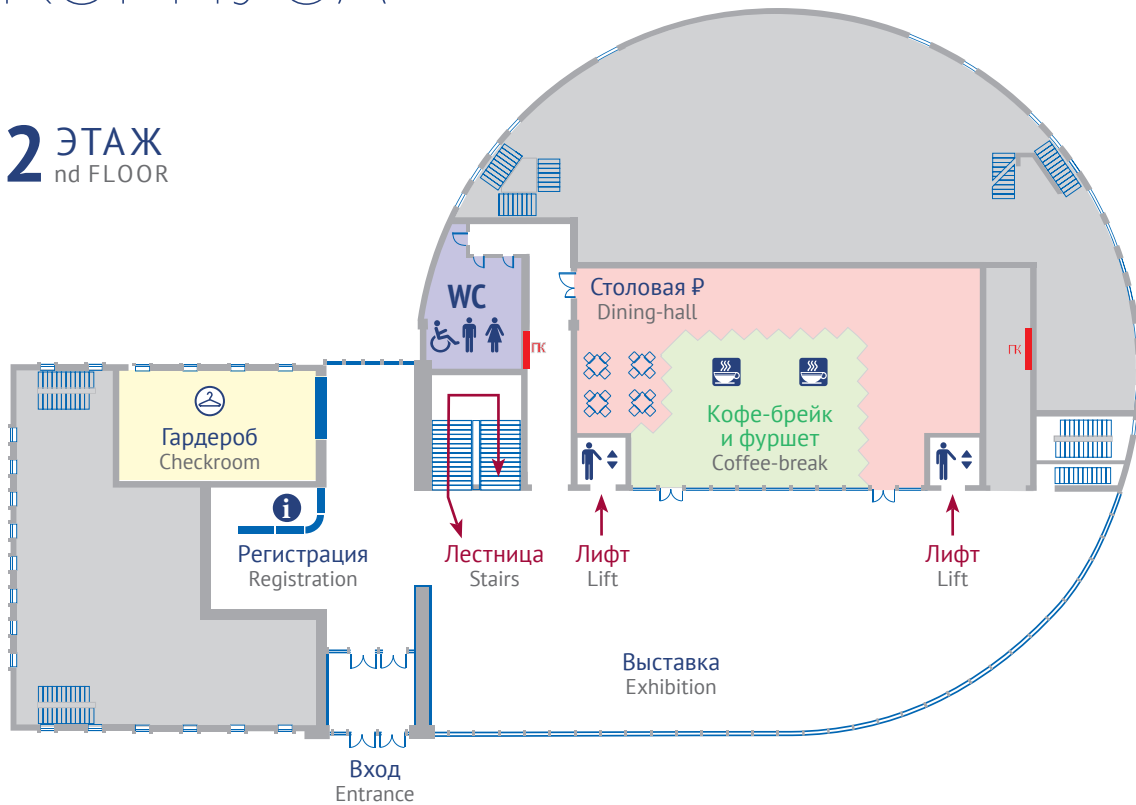 2 ЭТАЖ
nd FLOOR
WC
ПК
Столовая ₽
Dining-hall
ПК
Кофе-брейк
и фуршет
Coffee-break
Гардероб
Checkroom
i
Регистрация
Registration
Лестница
Stairs
Лифт
Lift
Лифт
Lift
Выставка
Exhibition
Вход
Entrance